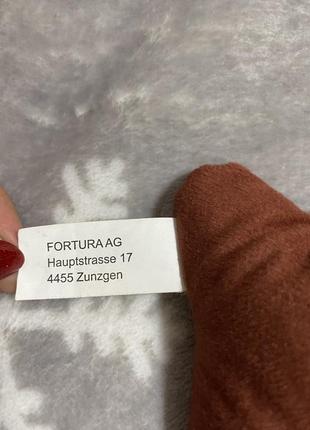 FORTURA AG
Hauptstrasse 17
4455 Zunzgen